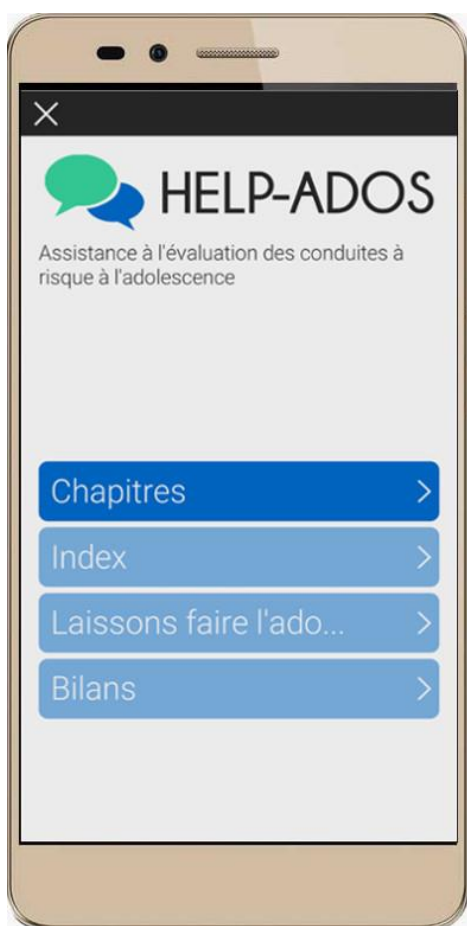 HELP-ADOS
Assistance à l'évaluation des conduites à
risque à l'adolescence
Chapitres
Index
Laissons faire l'ado...
Bilans